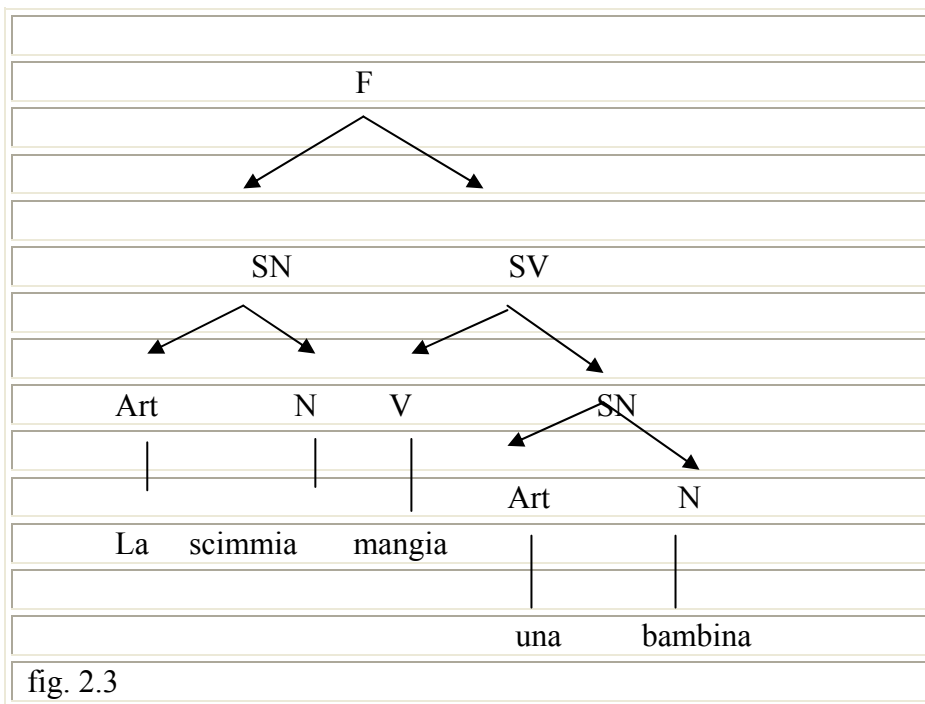 F
SN SV
Art N V SN
Art N
La scimmia mangia
una bambina
fig. 2.3